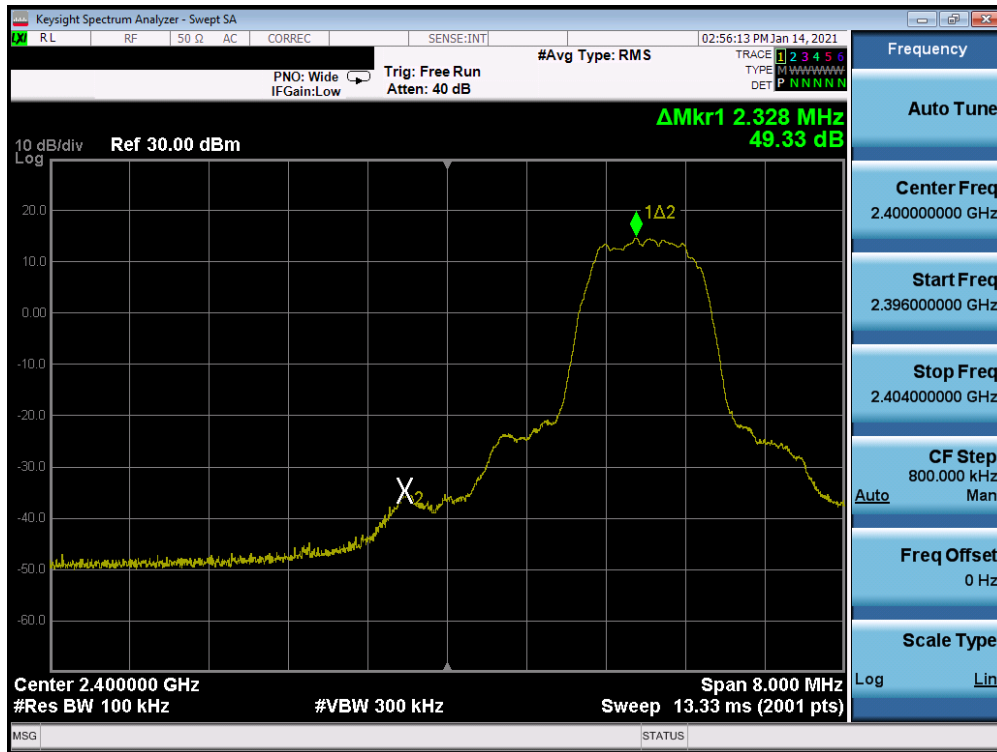 Keysight Spectrum Analyzer - Swept SA
LXI RL RF 50 Ω AC CORREC SENSE:INT 02:56:13 PM Jan 14, 2021
#Avg Type: RMS
TRACE 1 2 3 4 5 6
PNO: Wide Trig: Free Run
TYPE M WWWWW
IFGain:Low Atten: 40 dB
DET P N N N N N
ΔMkr1 2.328 MHz
49.33 dB
10 dB/div Ref 30.00 dBm
Log
20.0
1Δ2
10.0
0.00
-10.0
-20.0
-30.0
X2
-40.0
-50.0
-60.0
Center 2.400000 GHz Span 8.000 MHz
#Res BW 100 kHz #VBW 300 kHz Sweep 13.33 ms (2001 pts)
MSG STATUS
Frequency
Auto Tune
Center Freq
2.400000000 GHz
Start Freq
2.396000000 GHz
Stop Freq
2.404000000 GHz
CF Step
800.000 kHz
Auto Man
Freq Offset
0 Hz
Scale Type
Log Lin